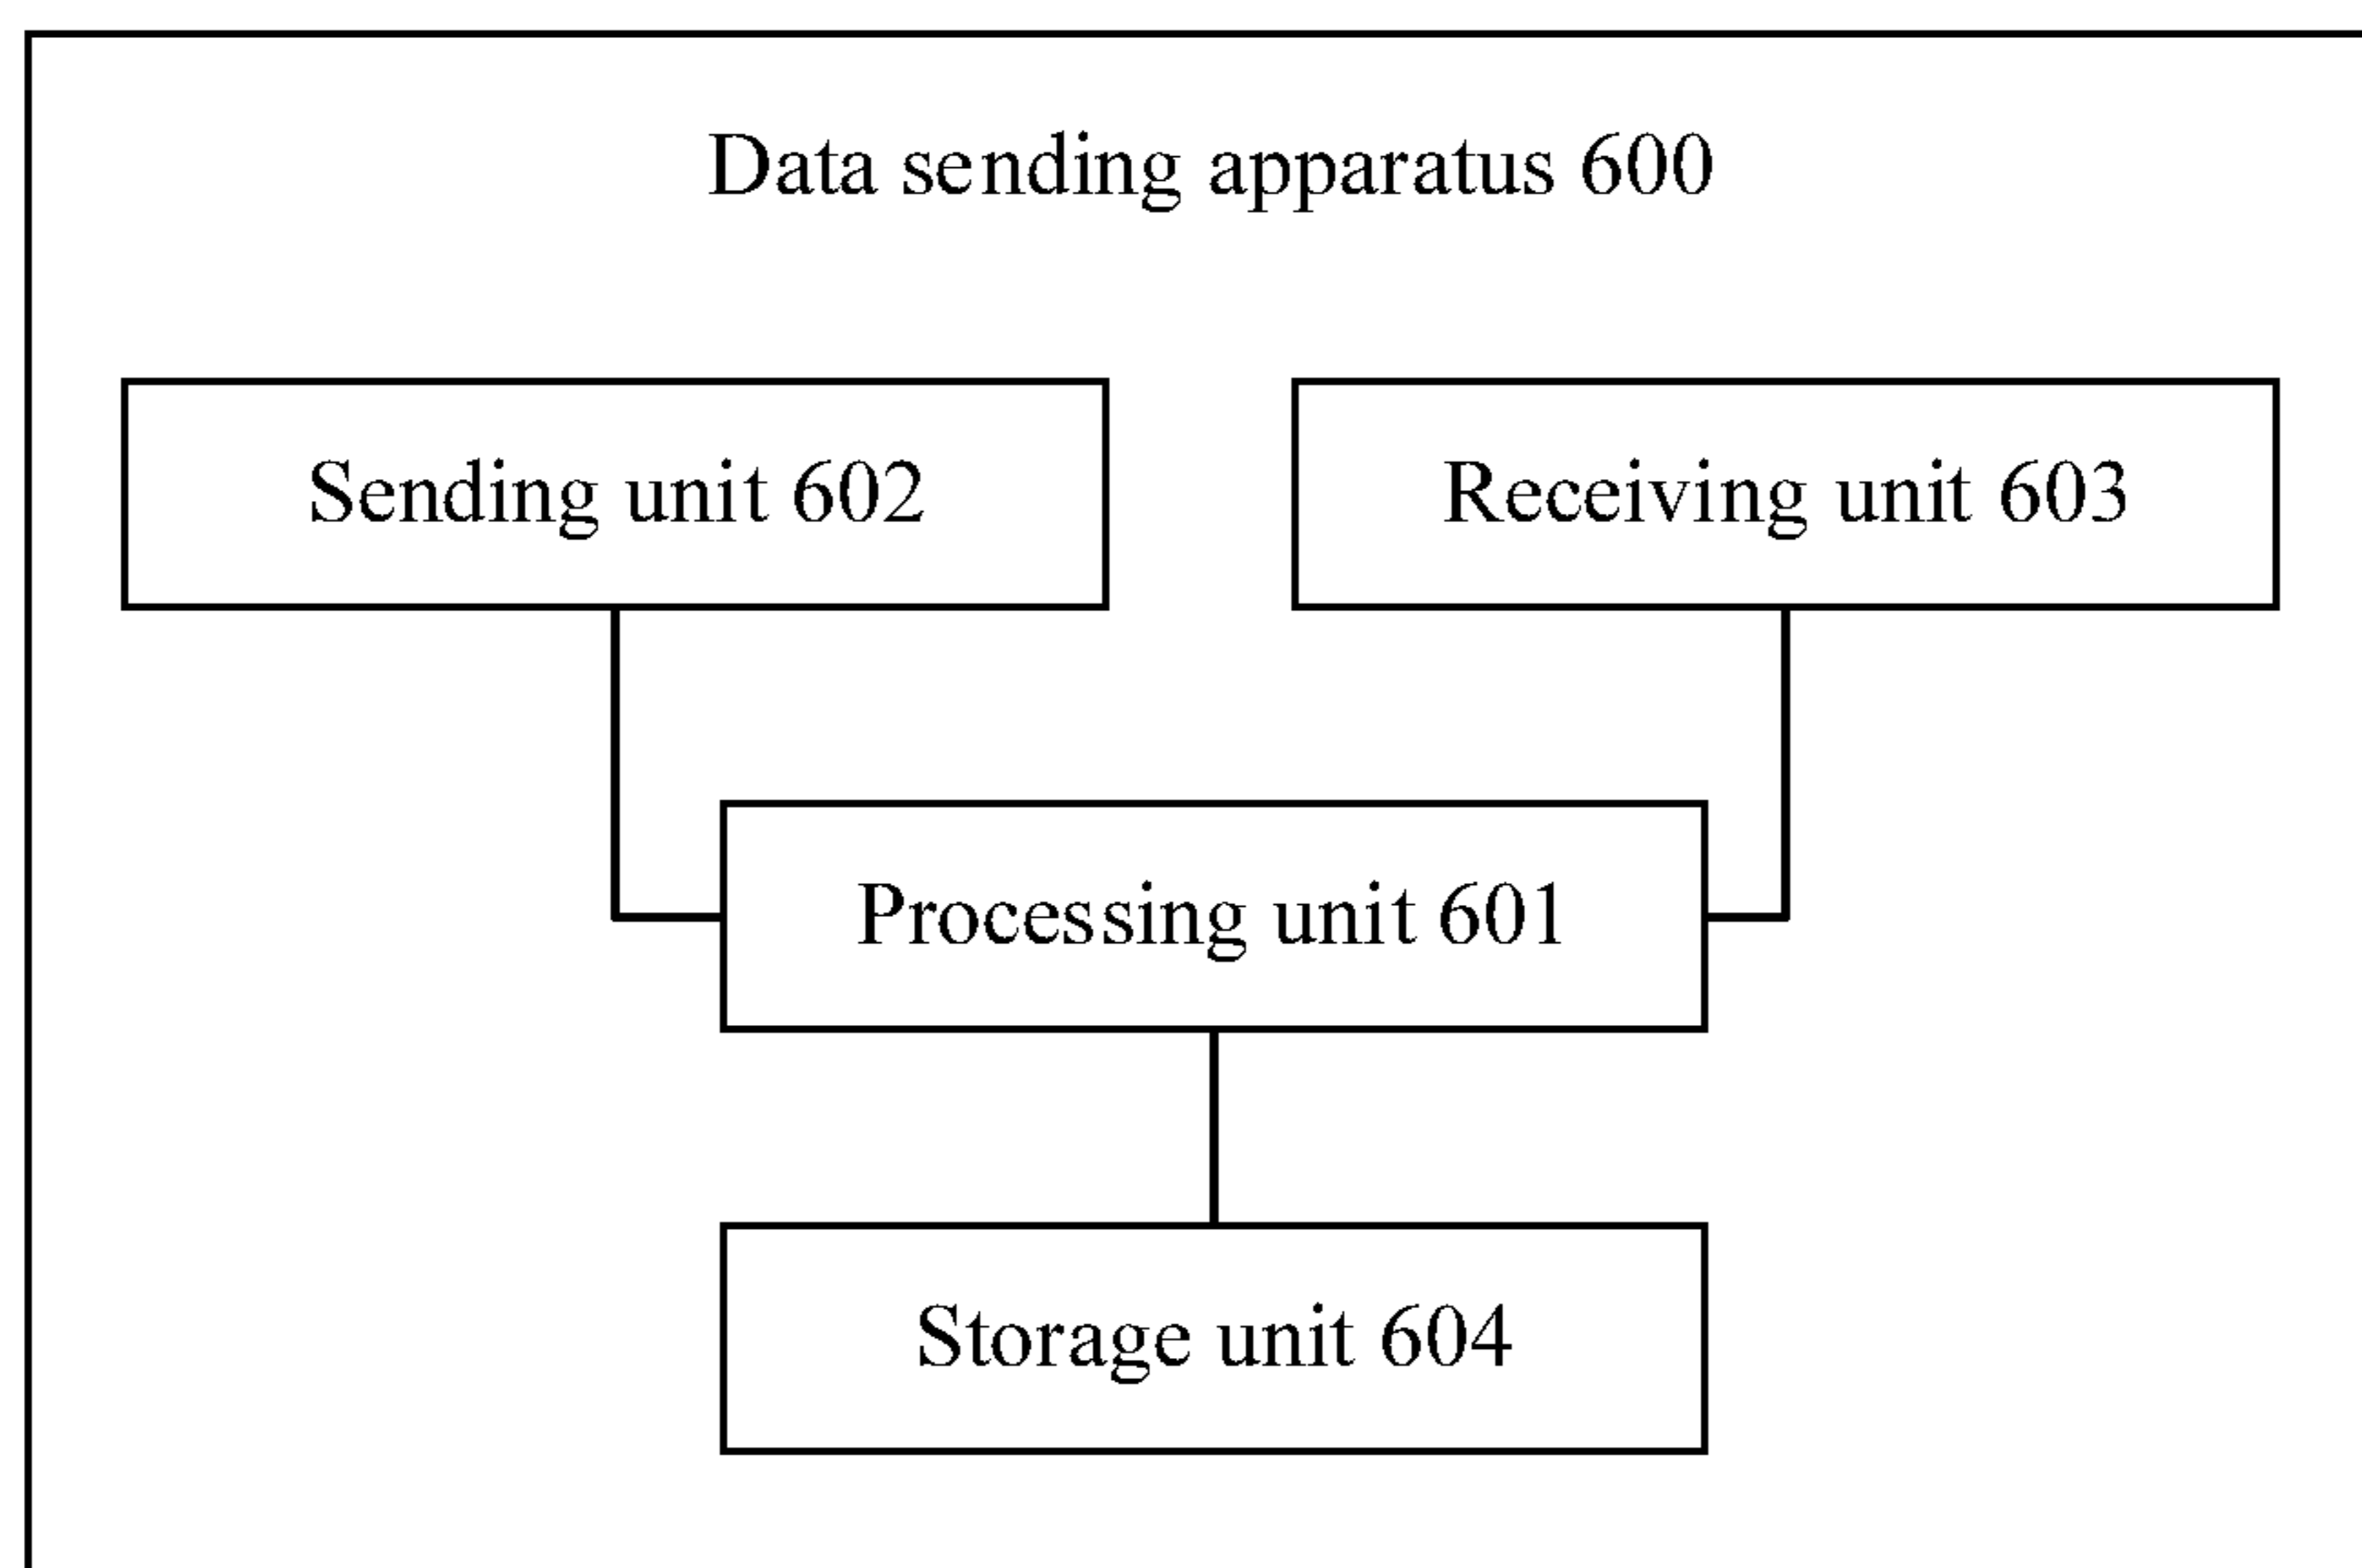 Data sending apparatus 600
Sending unit 602
Receiving unit 603
Processing unit 601
Storage unit 604